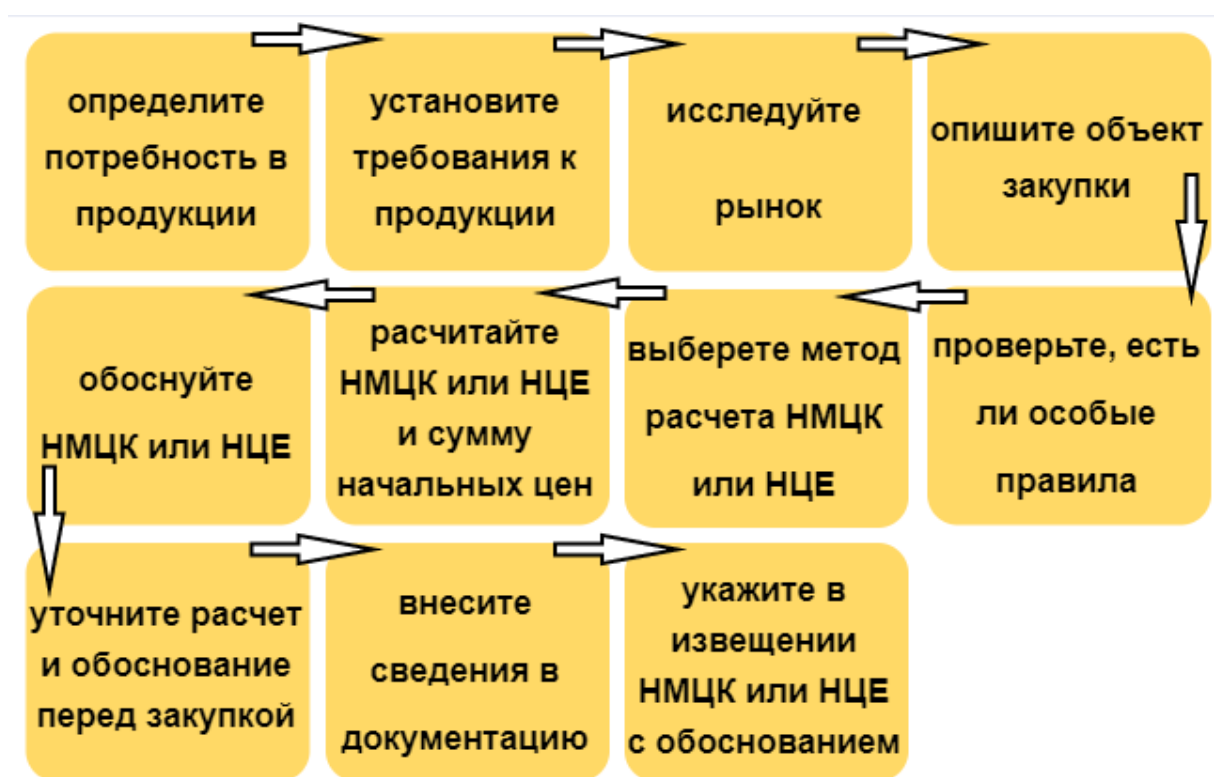 определите
потребность в
продукции
установите
требования к
продукции
исследуйте
рынок
опишите объект
закупки
проверьте, есть
ли особые
правила
выберете метод
расчета НМЦК
или НЦЕ
расчитайте
НМЦК или НЦЕ
и сумму
начальных цен
обоснуйте
НМЦК или НЦЕ
уточните расчет
и обоснование
перед закупкой
внесите
сведения в
документацию
укажите в
извещении
НМЦК или НЦЕ
с обоснованием